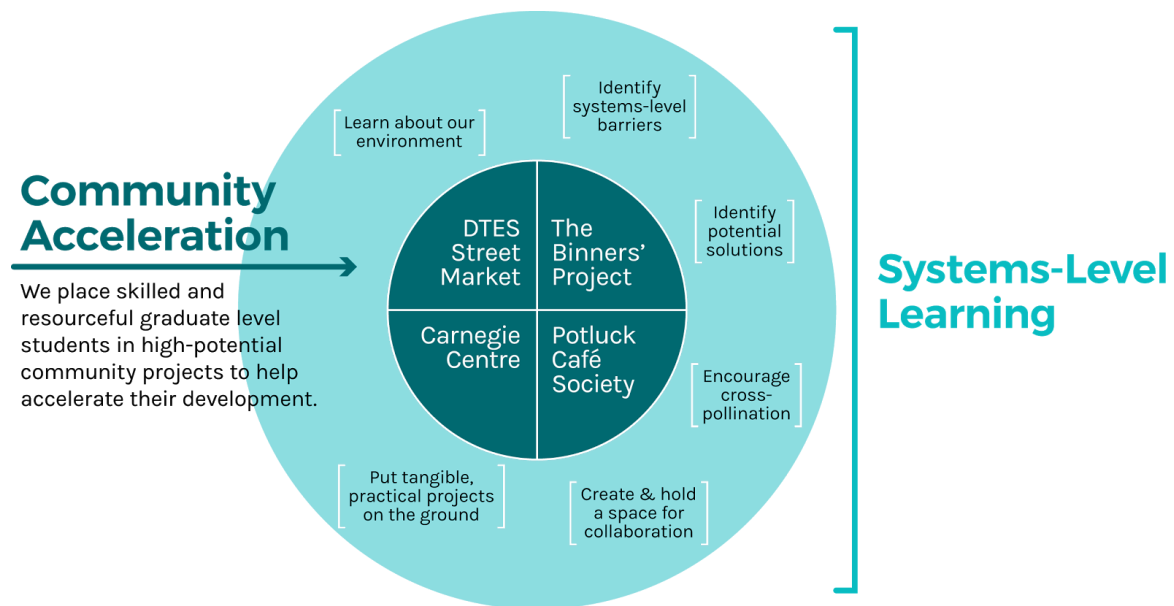 Community
Acceleration
We place skilled and
resourceful graduate level
students in high-potential
community projects to help
accelerate their development.
Learn about our
environment
Identify
systems-level
barriers
Identify
potential
solutions
Encourage
cross-
pollination
Create & hold
a space for
collaboration
Put tangible,
practical projects
on the ground
DTES
Street
Market
The
Binners’
Project
Carnegie
Centre
Potluck
Café
Society
Systems-Level
Learning